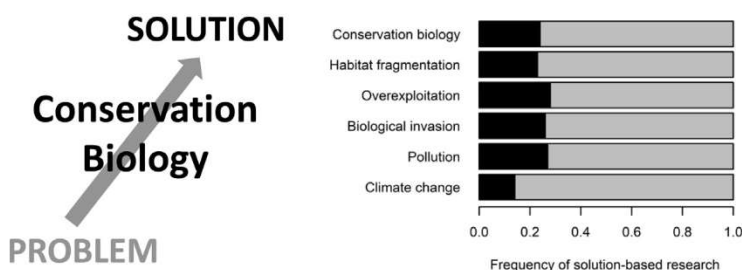 SOLUTION
Conservation
Biology
PROBLEM
Conservation biology
Habitat fragmentation
Overexploitation
Biological invasion
Pollution
Climate change
0.0 0.2 0.4 0.6 0.8 1.0
Frequency of solution-based research